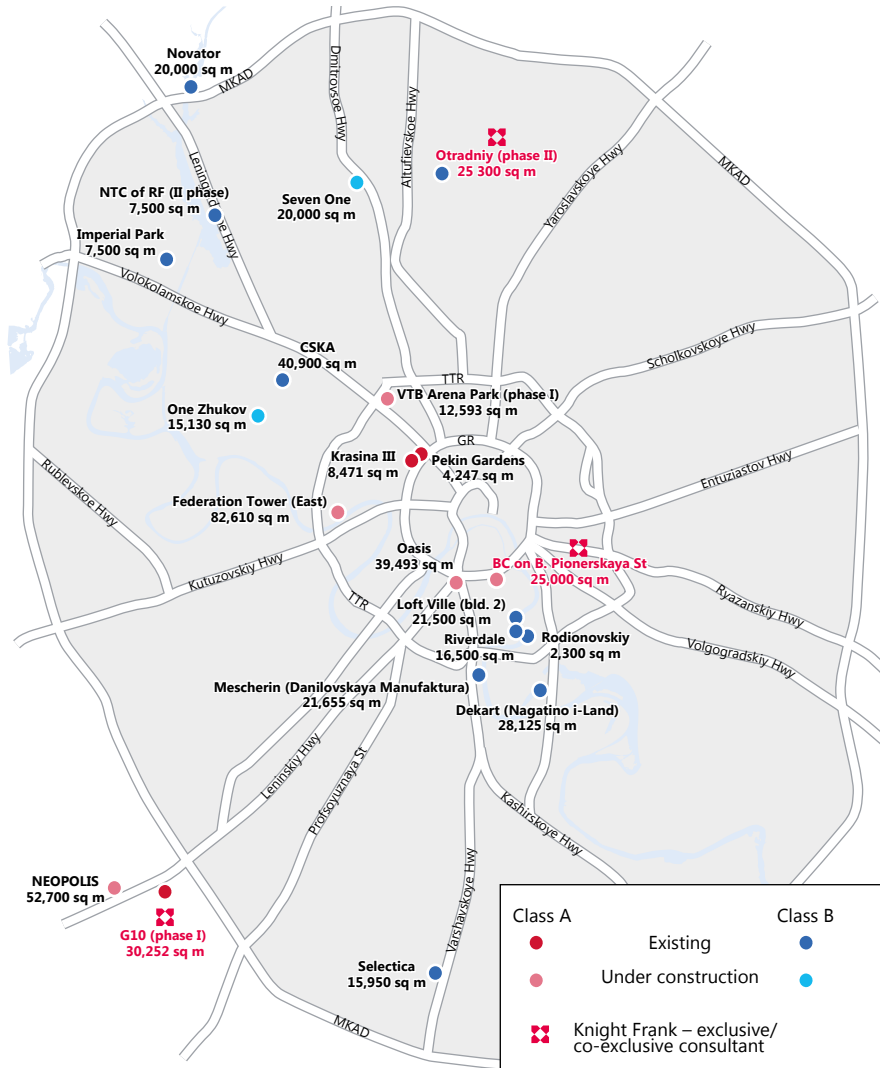 Novator
20,000 sq m
MKAD
Dmitrovsoe Hwy
Altufievskoe Hwy
Otradniy (phase II)
25 300 sq m
Yaroslavskoye Hwy
MKAD
NTC of RF (II phase)
7,500 sq m
Seven One
20,000 sq m
Imperial Park
7,500 sq m
Volokolamskoe Hwy
Scholkovskoye Hwy
CSKA
40,900 sq m
TTR
VTB Arena Park (phase I)
12,593 sq m
One Zhukov
15,130 sq m
GR
Krasina III
8,471 sq m
Pekin Gardens
4,247 sq m
Rublevskoe Hwy
Entuziastov Hwy
Federation Tower (East)
82,610 sq m
Kutuzovskiy Hwy
Oasis
39,493 sq m
BC on B. Pionerskaya St
25,000 sq m
TTR
Loft Ville (bld. 2)
21,500 sq m
Ryazanskiy Hwy
Riverdale
16,500 sq m
Rodionovskiy
2,300 sq m
Volgogradskiy Hwy
Mescherin (Danilovskaya Manufaktura)
21,655 sq m
Dekart (Nagatino i-Land)
28,125 sq m
Leninskiy Hwy
Profsoyuznaya St
Kashirskoye Hwy
Varshavskoye Hwy
NEOPOLIS
52,700 sq m
G10 (phase I)
30,252 sq m
Selectica
15,950 sq m
MKAD
Class A
Class B
Existing
Under construction
Knight Frank – exclusive/
co-exclusive consultant